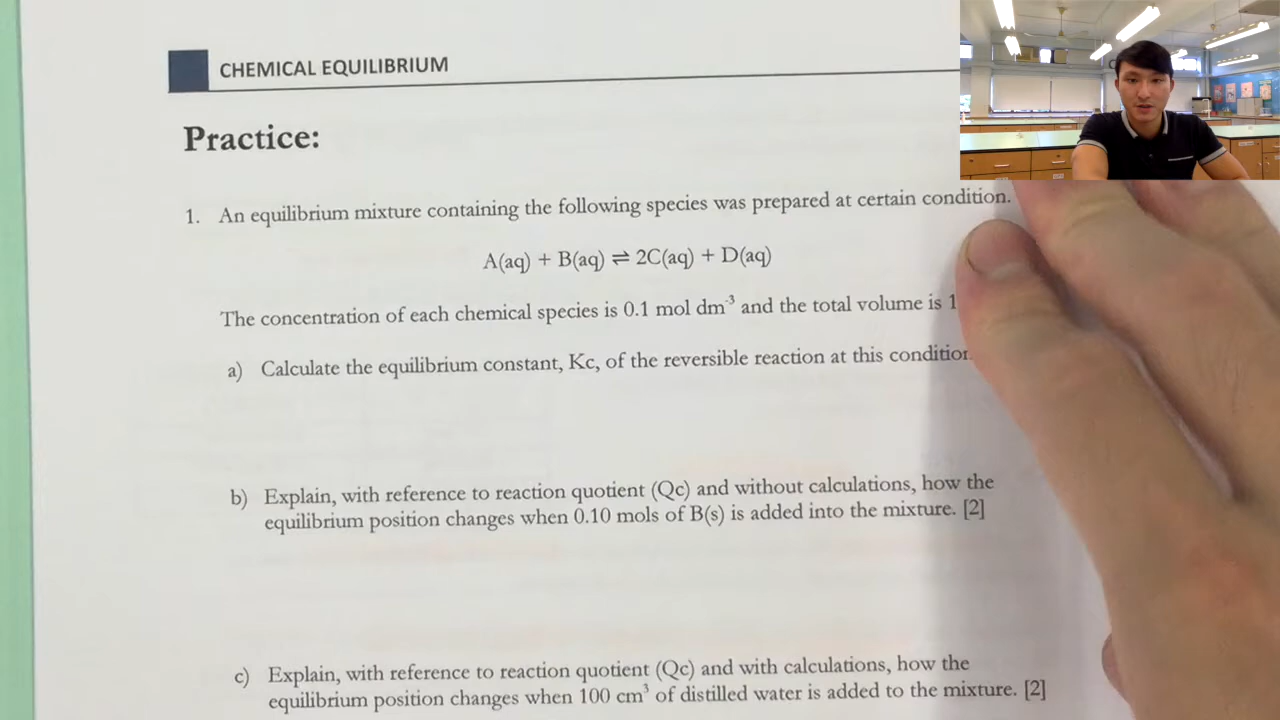 CHEMICAL EQUILIBRIUM
Practice:
1. An equilibrium mixture containing the following species was prepared at certain condition.
A(aq) + B(aq) ⇌ 2C(aq) + D(aq)
The concentration of each chemical species is 0.1 mol dm⁻³ and the total volume is 1
a) Calculate the equilibrium constant, Kc, of the reversible reaction at this condition
b) Explain, with reference to reaction quotient (Qc) and without calculations, how the
equilibrium position changes when 0.10 mols of B(s) is added into the mixture. [2]
c) Explain, with reference to reaction quotient (Qc) and with calculations, how the
equilibrium position changes when 100 cm³ of distilled water is added to the mixture. [2]